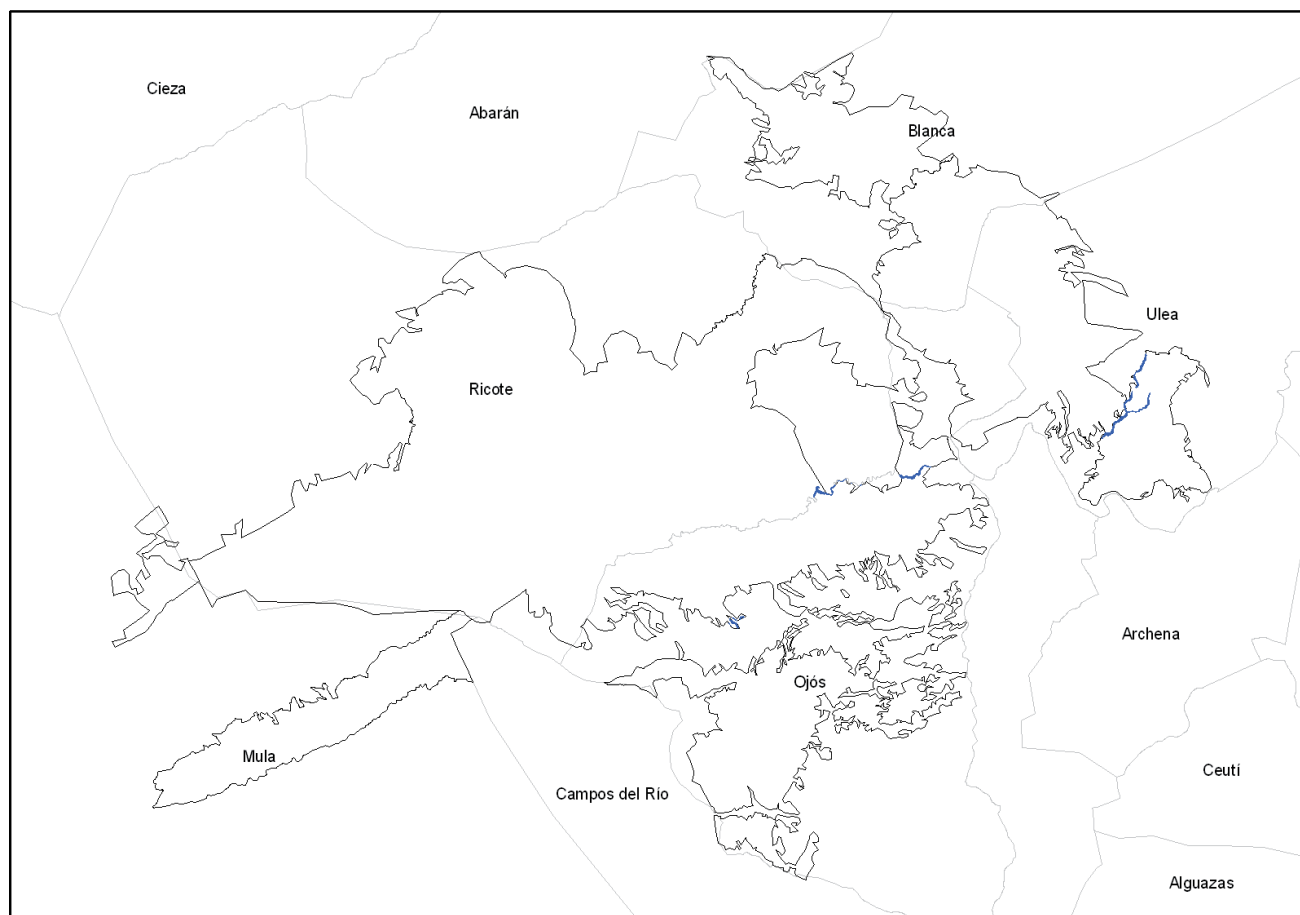 Cieza
Abarán
Blanca
Ulea
Ricote
Archena
Ojós
Mula
Ceutí
Campos del Río
Alguazas